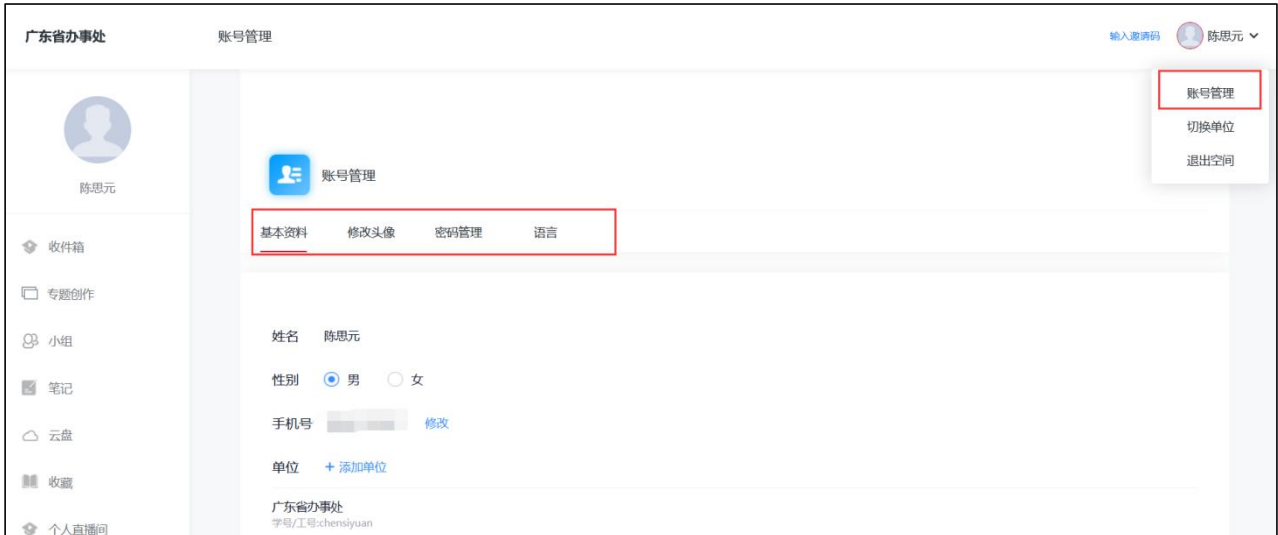 广东省办事处
账号管理
输入邀请码
陈思元
账号管理
切换单位
退出空间
陈思元
账号管理
基本资料 修改头像 密码管理 语言
收件箱
专题创作
小组
笔记
云盘
收藏
个人直播间
姓名 陈思元
性别 男 女
手机号 修改
单位 + 添加单位
广东省办事处
学号/工号:chensiyuan